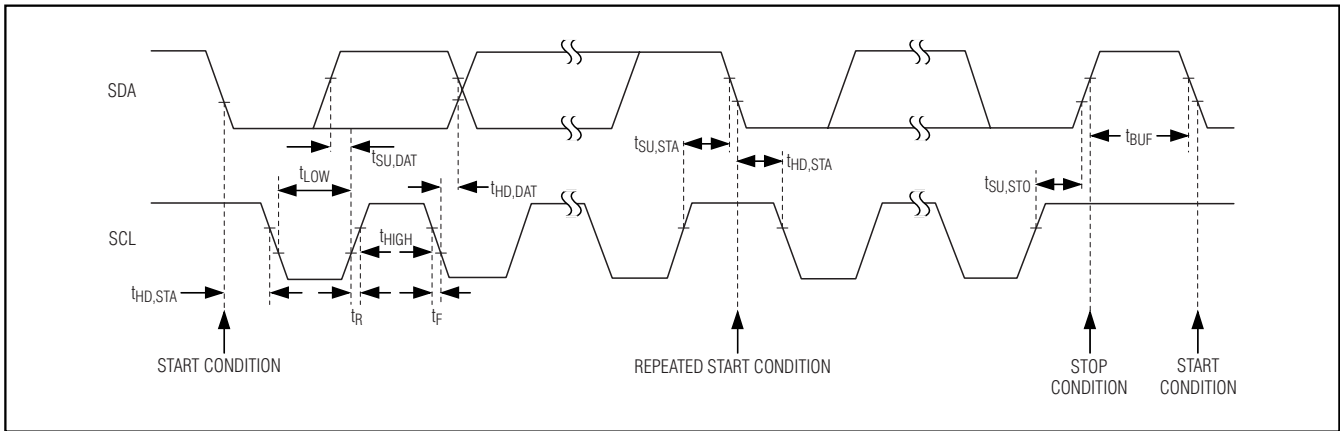 SDA
tSU,DAT
tLOW
tHD,DAT
tSU,STA
tHD,STA
tBUF
tSU,STO
SCL
tHIGH
tHD,STA
tR
tF
START CONDITION
REPEATED START CONDITION
STOP
CONDITION
START
CONDITION